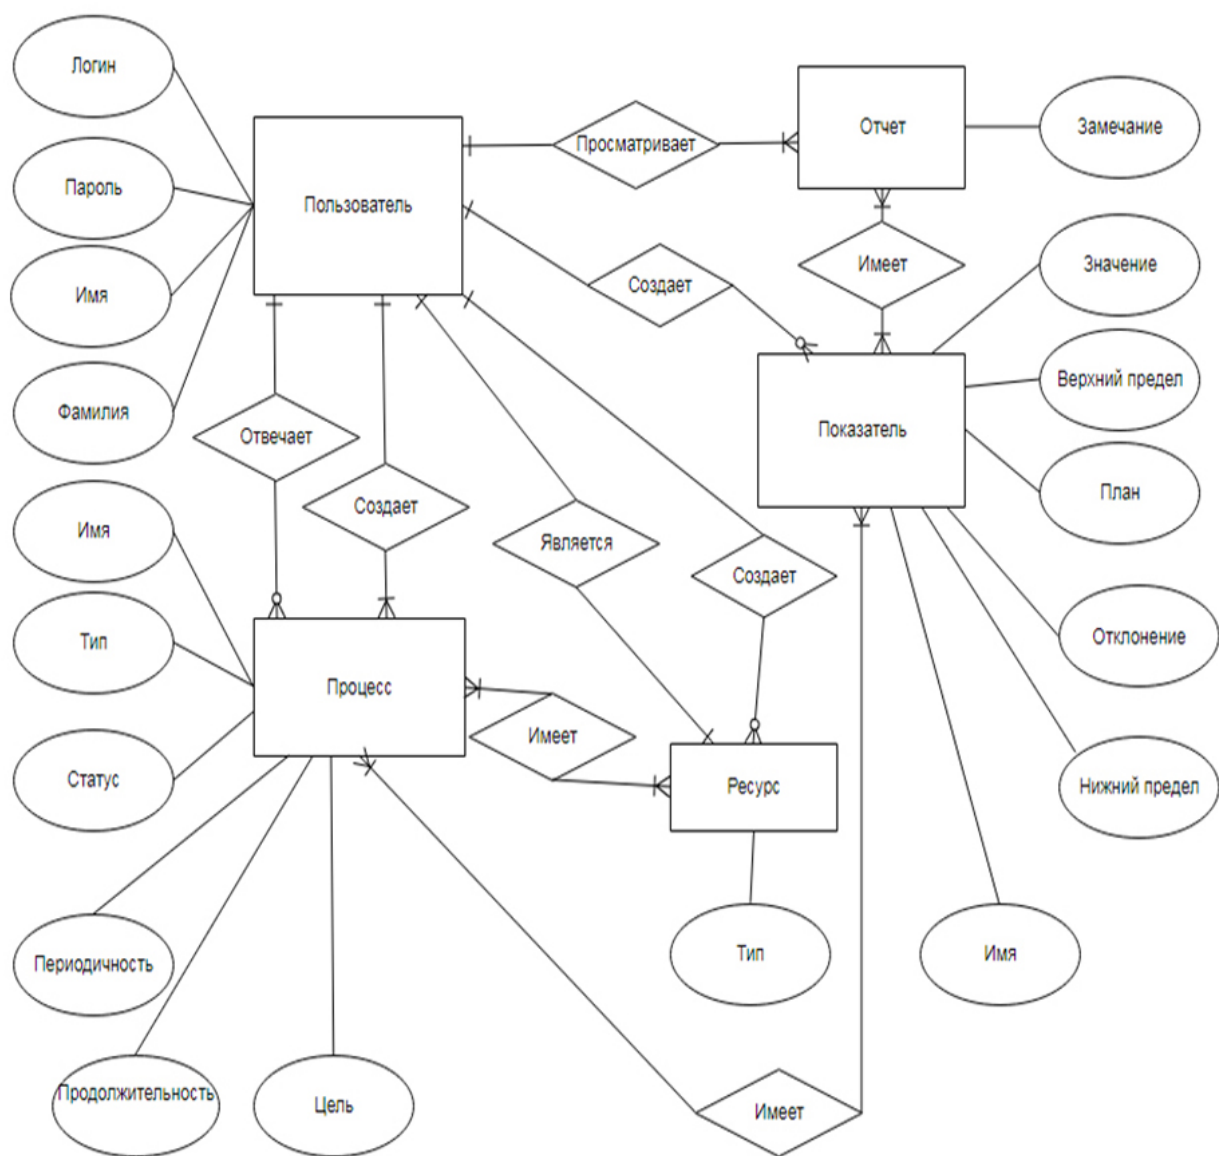 Логин
Отчет
Замечание
Просматривает
Пароль
Пользователь
Имеет
Значение
Создает
Имя
Верхний предел
Фамилия
Отвечает
Показатель
План
Создает
Имя
Является
Создает
Отклонение
Тип
Процесс
Имеет
Статус
Ресурс
Нижний предел
Периодичность
Тип
Имя
Продолжительность
Цель
Имеет